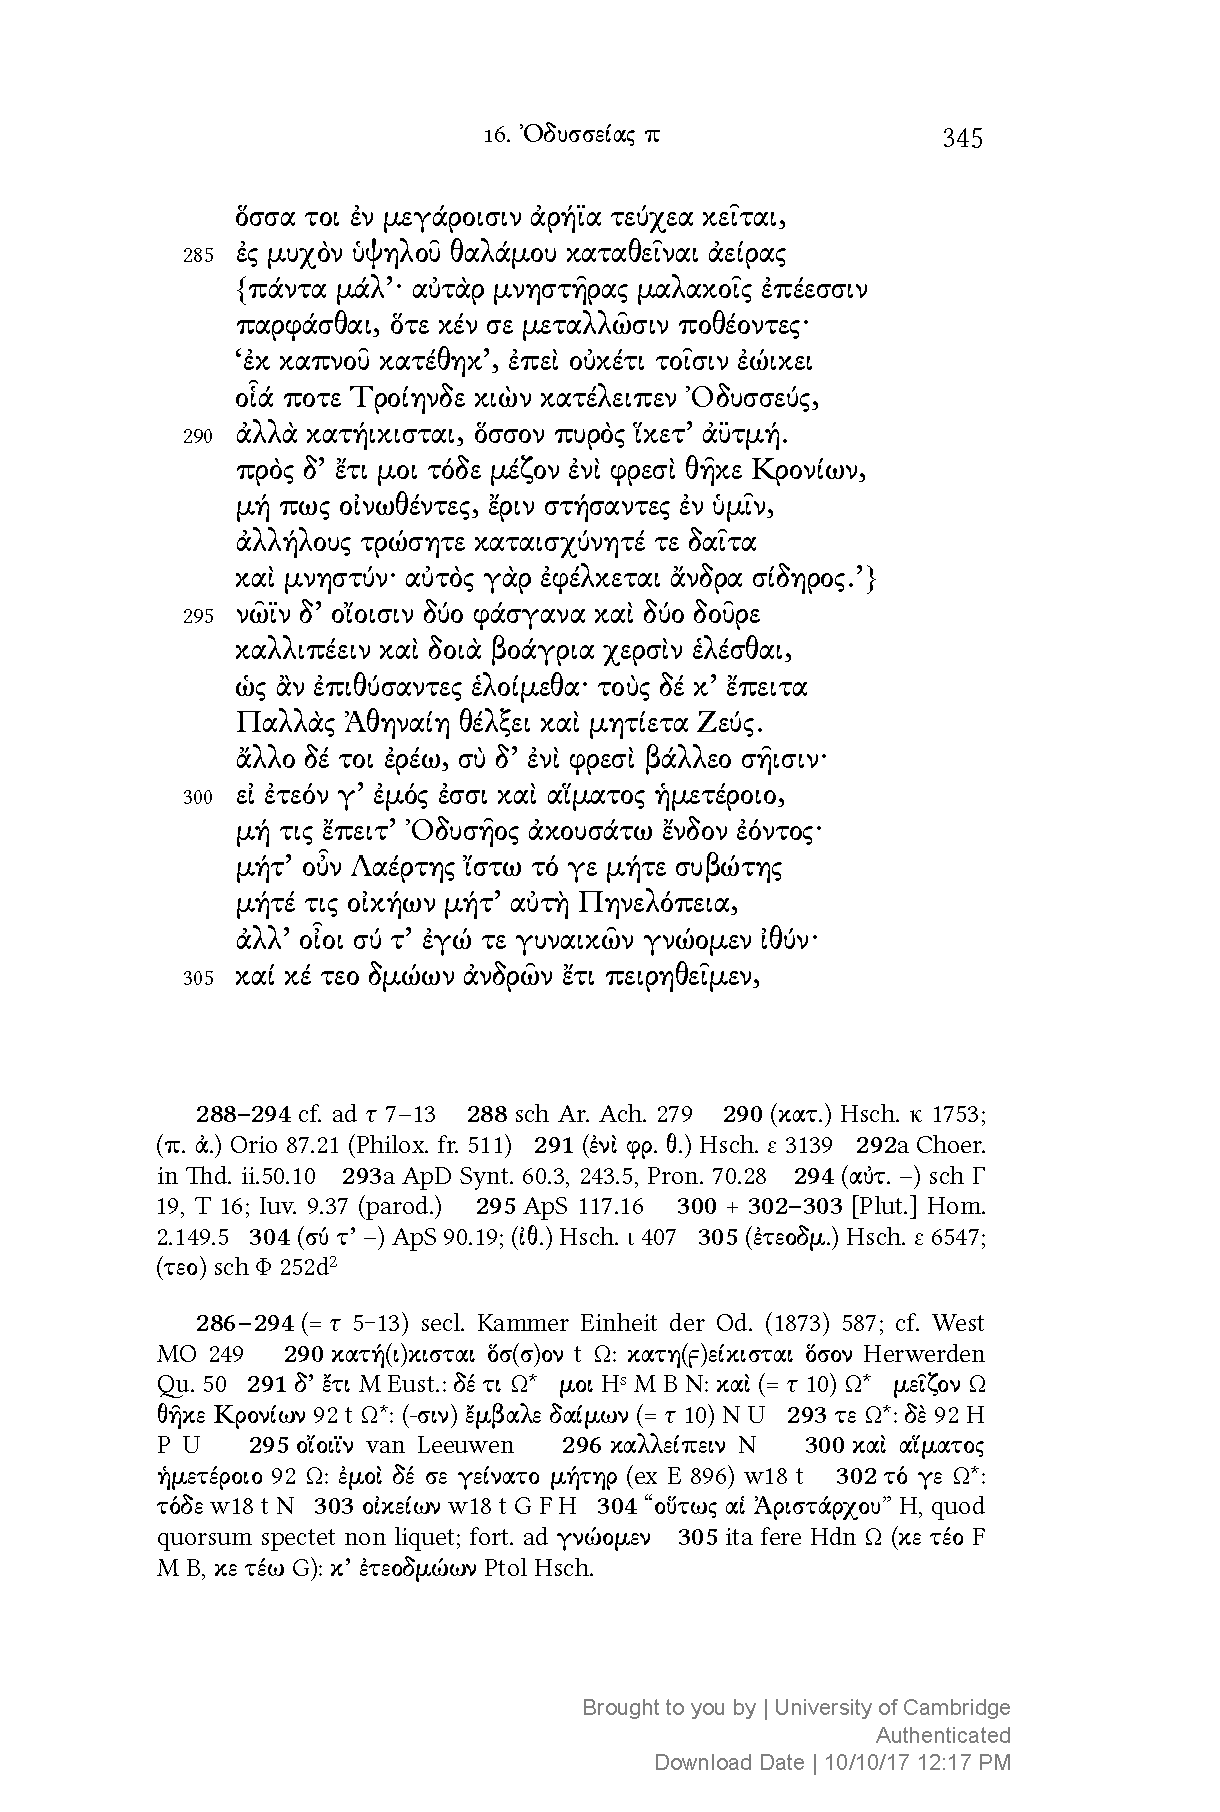 16. Ὀδυσσείας π 345
ὅσσα τοι ἐν μεγάροισιν ἀρήϊα τεύχεα κεῖται,
285 ἐς μυχὸν ὑψηλοῦ θαλάμου καταθεῖναι ἀείρας
{πάντα μάλ’· αὐτὰρ μνηστῆρας μαλακοῖς ἐπέεσσιν
παρφάσθαι, ὅτε κέν σε μεταλλῶσιν ποθέοντες·
‘ἐκ καπνοῦ κατέθηκ’, ἐπεὶ οὐκέτι τοῖσιν ἐώικει
οἷά ποτε Τροίηνδε κιὼν κατέλειπεν Ὀδυσσεύς,
290 ἀλλὰ κατήικισται, ὅσσον πυρὸς ἵκετ’ ἀϋτμή.
πρὸς δ’ ἔτι μοι τόδε μέζον ἐνὶ φρεσὶ θῆκε Κρονίων,
μή πως οἰνωθέντες, ἔριν στήσαντες ἐν ὑμῖν,
ἀλλήλους τρώσητε καταισχύνητέ τε δαῖτα
καὶ μνηστύν· αὐτὸς γὰρ ἐφέλκεται ἄνδρα σίδηρος.’}
295 νῶϊν δ’ οἴοισιν δύο φάσγανα καὶ δύο δοῦρε
καλλιπέειν καὶ δοιὰ βοάγρια χερσὶν ἑλέσθαι,
ὡς ἂν ἐπιθύσαντες ἑλοίμεθα· τοὺς δέ κ’ ἔπειτα
Παλλὰς Ἀθηναίη θέλξει καὶ μητίετα Ζεύς.
ἄλλο δέ τοι ἐρέω, σὺ δ’ ἐνὶ φρεσὶ βάλλεο σῆισιν·
300 εἰ ἐτεόν γ’ ἐμός ἐσσι καὶ αἵματος ἡμετέροιο,
μή τις ἔπειτ’ Ὀδυσῆος ἀκουσάτω ἔνδον ἐόντος·
μήτ’ οὖν Λαέρτης ἴστω τό γε μήτε συβώτης
μήτέ τις οἰκήων μήτ’ αὐτὴ Πηνελόπεια,
ἀλλ’ οἶοι σύ τ’ ἐγώ τε γυναικῶν γνώομεν ἰθύν·
305 καί κέ τεο δμώων ἀνδρῶν ἔτι πειρηθεῖμεν,
288–294 cf. ad τ 7–13 288 sch Ar. Ach. 279 290 (κατ.) Hsch. κ 1753;
(π. ἀ.) Orio 87.21 (Philox. fr. 511) 291 (ἐνὶ φρ. θ.) Hsch. ε 3139 292a Choer.
in Thd. ii.50.10 293a ApD Synt. 60.3, 243.5, Pron. 70.28 294 (αὐτ. –) sch Γ
19, Τ 16; Iuv. 9.37 (parod.) 295 ApS 117.16 300 + 302–303 [Plut.] Hom.
2.149.5 304 (σύ τ’ –) ApS 90.19; (ἰθ.) Hsch. ι 407 305 (ἐτεοδμ.) Hsch. ε 6547;
(τεο) sch Φ 252d²
286–294 (= τ 5–13) secl. Kammer Einheit der Od. (1873) 587; cf. West
MO 249 290 κατή(ι)κισται ὅσ(σ)ον t Ω: κατη(ϝ)είκισται ὅσον Herwerden
Qu. 50 291 δ’ ἔτι M Eust.: δέ τι Ω* μοι Hˢ M B N: καὶ (= τ 10) Ω* μεῖζον Ω
θῆκε Κρονίων 92 t Ω*: (-σιν) ἔμβαλε δαίμων (= τ 10) N U 293 τε Ω*: δὲ 92 H
P U 295 οἴοιϊν van Leeuwen 296 καλλείπειν N 300 καὶ αἵματος
ἡμετέροιο 92 Ω: ἐμοὶ δέ σε γείνατο μήτηρ (ex E 896) w18 t 302 τό γε Ω*:
τόδε w18 t N 303 οἰκείων w18 t G F H 304 “οὕτως αἱ Ἀριστάρχου” H, quod
quorsum spectet non liquet; fort. ad γνώομεν 305 ita fere Hdn Ω (κε τέο F
M B, κε τέω G): κ’ ἐτεοδμώων Ptol Hsch.
Brought to you by | University of Cambridge
Authenticated
Download Date | 10/10/17 12:17 PM